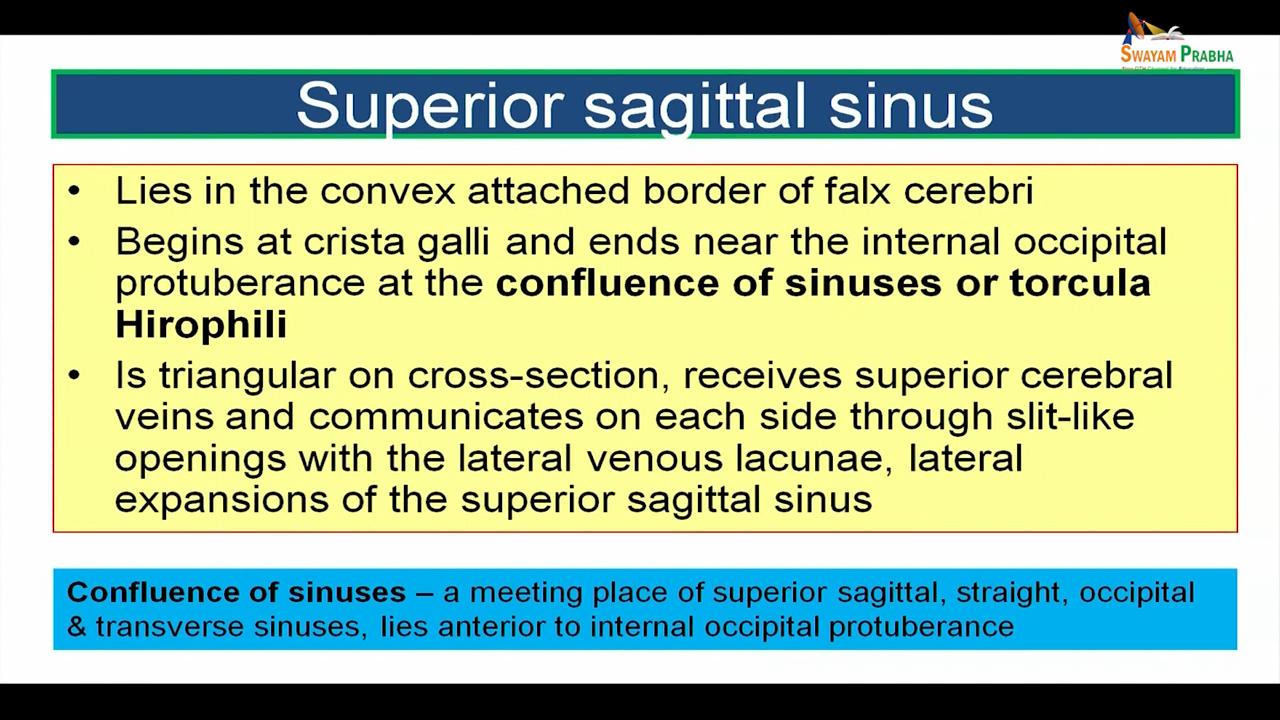 SWAYAM PRABHA
Superior sagittal sinus
• Lies in the convex attached border of falx cerebri
• Begins at crista galli and ends near the internal occipital
protuberance at the confluence of sinuses or torcula
Hirophili
• Is triangular on cross-section, receives superior cerebral
veins and communicates on each side through slit-like
openings with the lateral venous lacunae, lateral
expansions of the superior sagittal sinus
Confluence of sinuses – a meeting place of superior sagittal, straight, occipital
& transverse sinuses, lies anterior to internal occipital protuberance